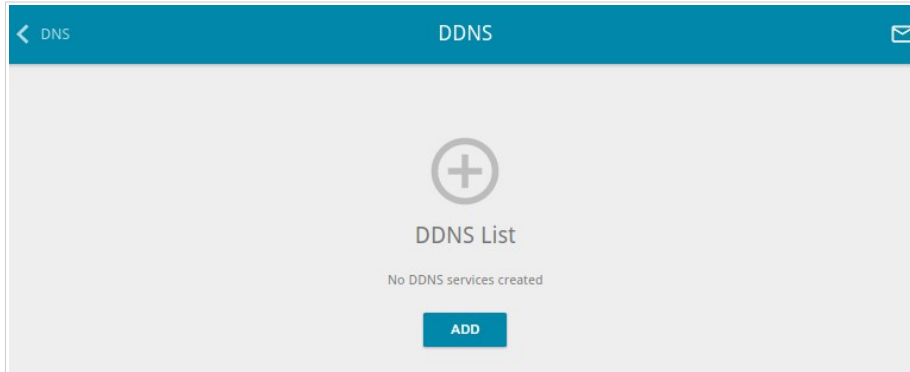 DNS
DDNS
DDNS List
No DDNS services created
ADD